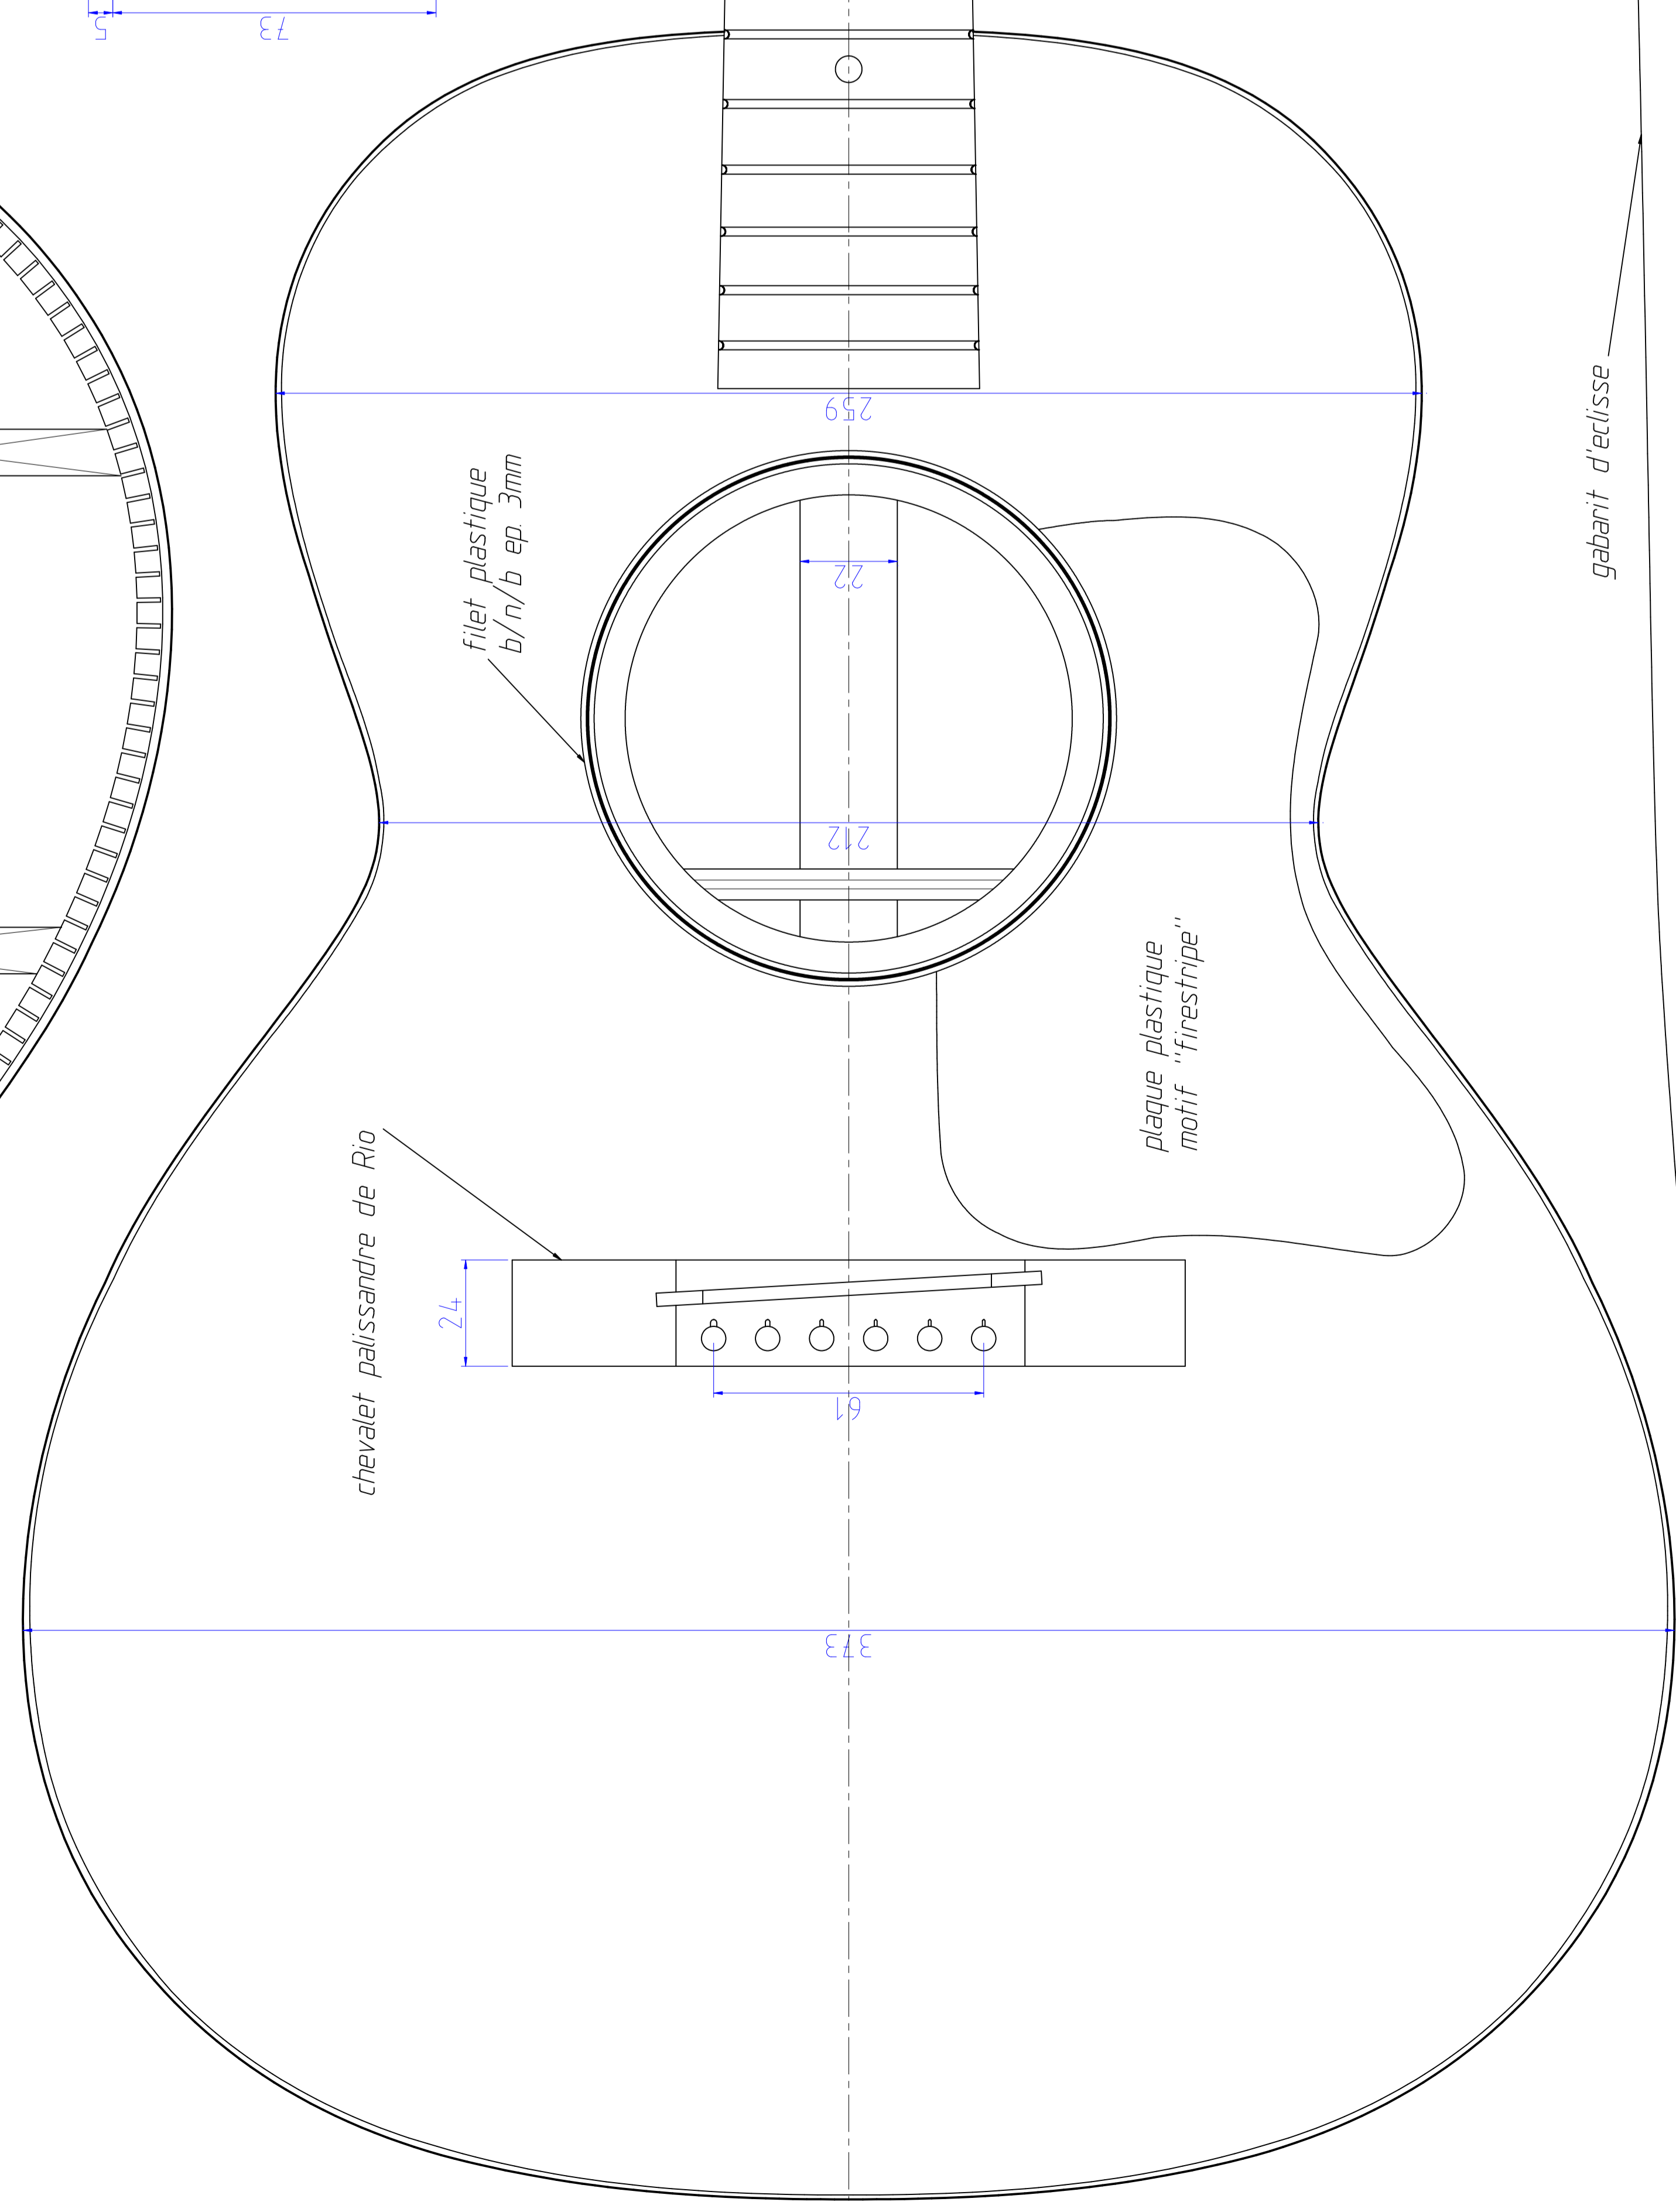 5
73
259
filet plastique
b/n/b ep. 3mm
gabarit d'eclisse
22
212
plaque plastique
motif "firestripe"
chevalet palissandre de Rio
24
61
373